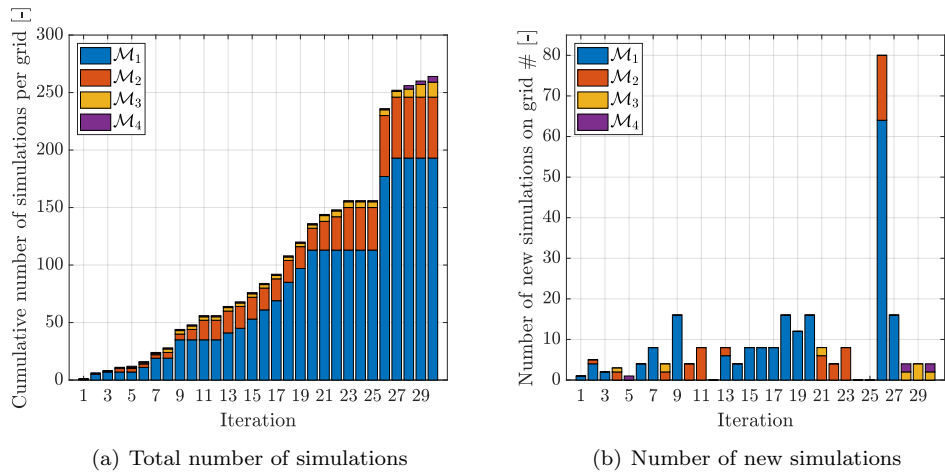 Cumulative number of simulations per grid [-]
300
250
200
150
100
50
0
M1
M2
M3
M4
1 3 5 7 9 11 13 15 17 19 21 23 25 27 29
Iteration
(a) Total number of simulations
Number of new simulations on grid # [-]
80
70
60
50
40
30
20
10
0
M1
M2
M3
M4
1 3 5 7 9 11 13 15 17 19 21 23 25 27 29
Iteration
(b) Number of new simulations